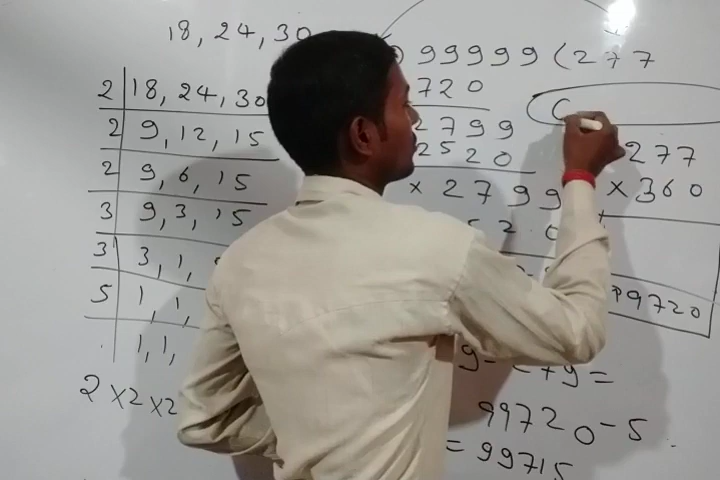 18, 24, 30
2 | 18, 24, 30
2 | 9, 12, 15
2 | 9, 6, 15
3 | 9, 3, 15
3 | 3, 1,
5 | 1, 1,
1, 1,
2 × 2 × 2
) 99999 ( 277
720
2799
2520
× 2799
520
277
× 360
99720
99720 - 5
= 99715